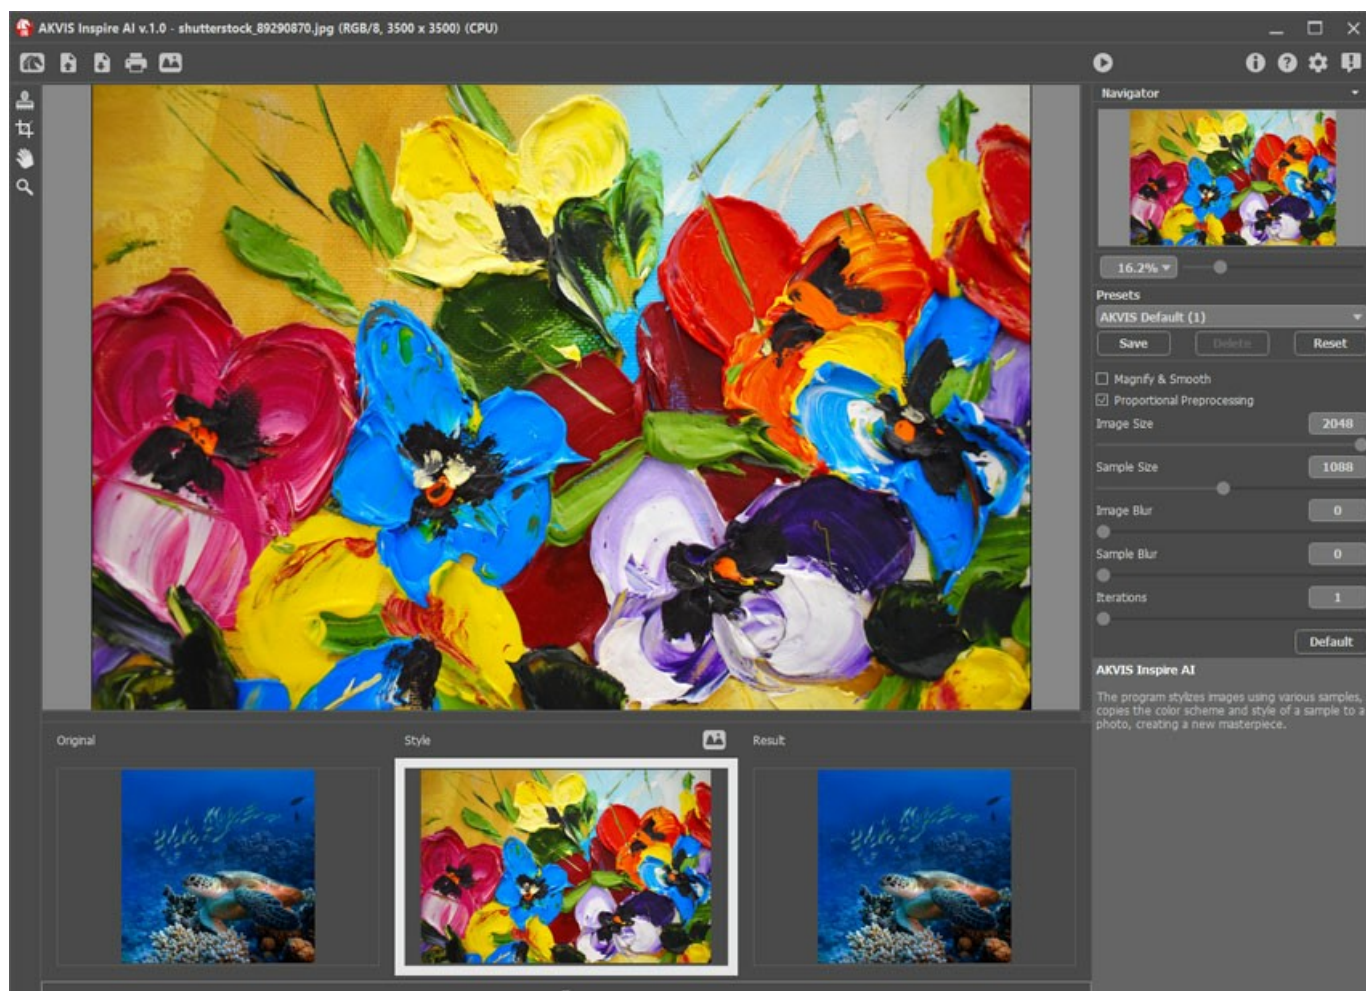 AKVIS Inspire AI v.1.0 - shutterstock_89290870.jpg (RGB/8, 3500 x 3500) (CPU)
Navigator
16.2%
Presets
AKVIS Default (1)
Save Delete Reset
Magnify & Smooth
Proportional Preprocessing
Image Size 2048
Sample Size 1088
Image Blur 0
Sample Blur 0
Iterations 1
Default
AKVIS Inspire AI
The program stylizes images using various samples,
copies the color scheme and style of a sample to a
photo, creating a new masterpiece.
Original Style Result